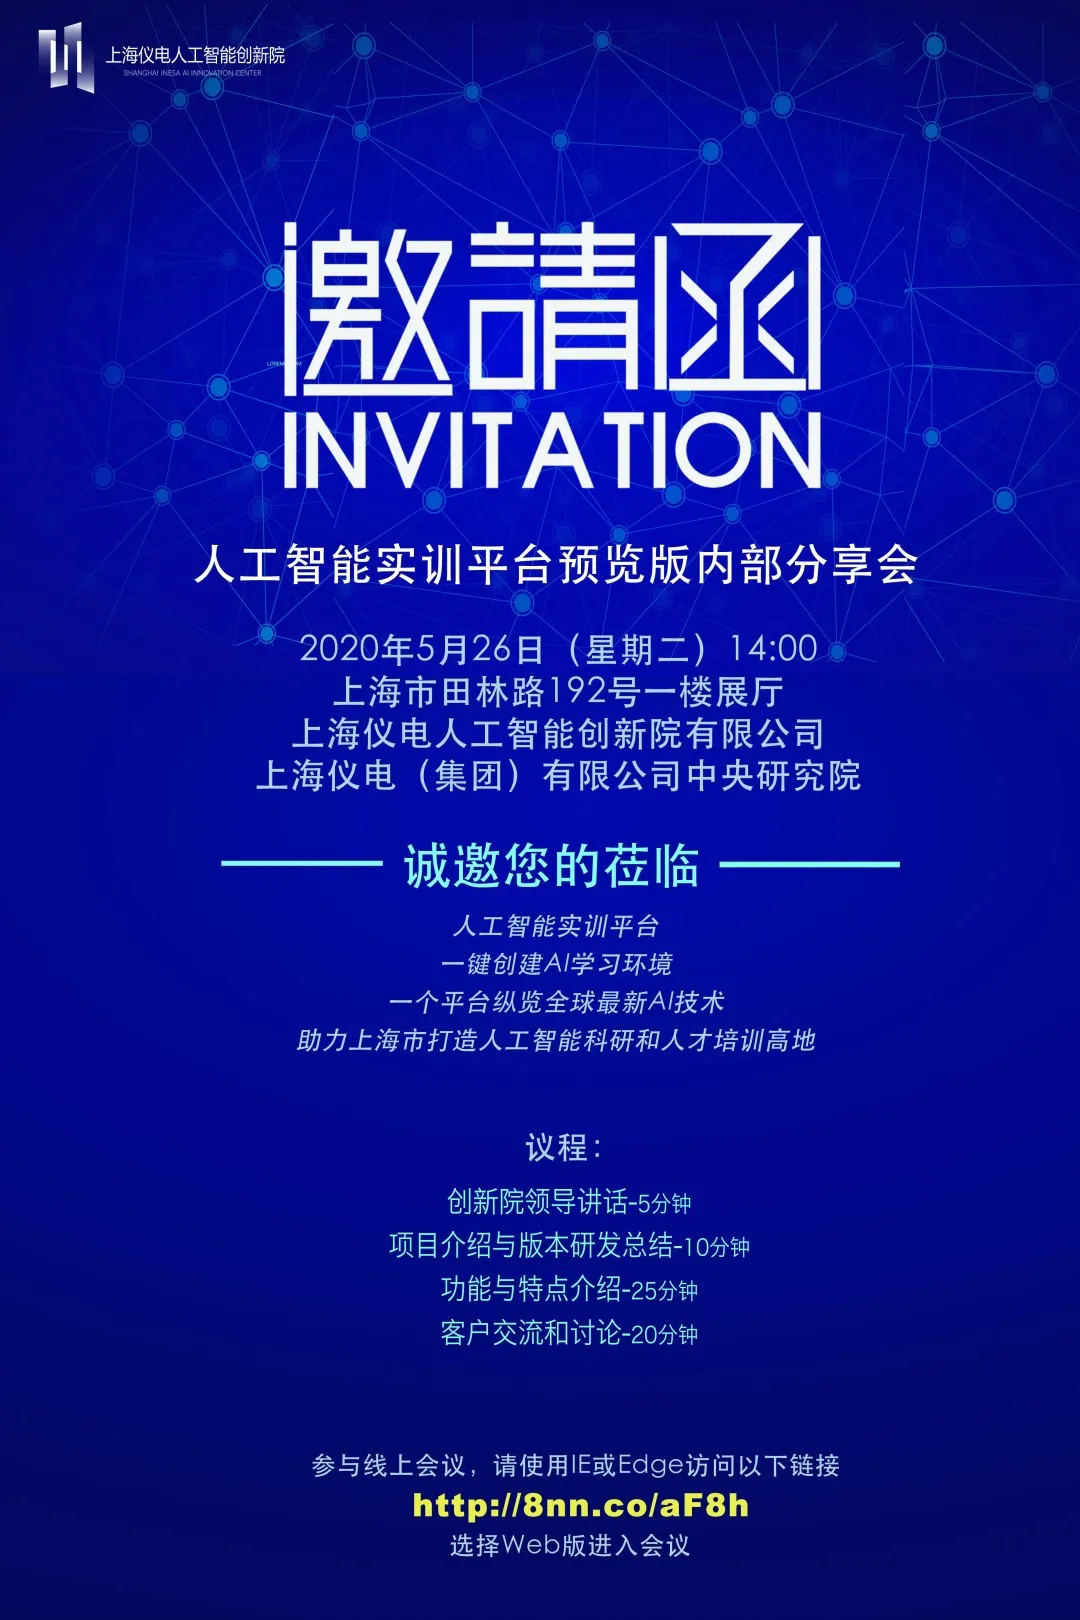 上海仪电人工智能创新院
SHANGHAI INESA AI INNOVATION CENTER
邀請函
INVITATION
人工智能实训平台预览版内部分享会
2020年5月26日（星期二）14:00
上海市田林路192号一楼展厅
上海仪电人工智能创新院有限公司
上海仪电（集团）有限公司中央研究院
诚邀您的莅临
人工智能实训平台
一键创建AI学习环境
一个平台纵览全球最新AI技术
助力上海市打造人工智能科研和人才培训高地
议程：
创新院领导讲话-5分钟
项目介绍与版本研发总结-10分钟
功能与特点介绍-25分钟
客户交流和讨论-20分钟
参与线上会议，请使用IE或Edge访问以下链接
http://8nn.co/aF8h
选择Web版进入会议